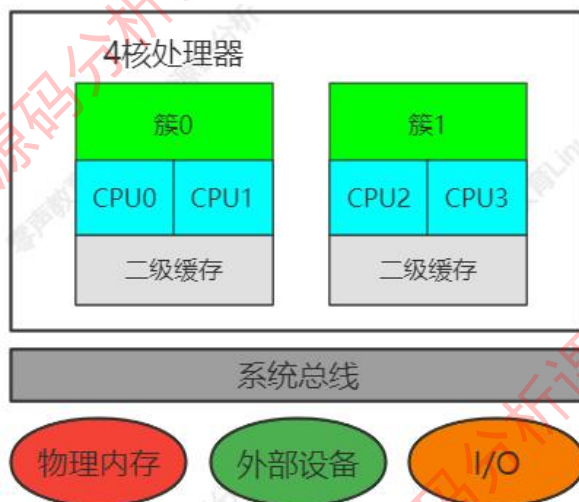 4核处理器
簇0
簇1
CPU0
CPU1
CPU2
CPU3
二级缓存
二级缓存
系统总线
物理内存
外部设备
I/O